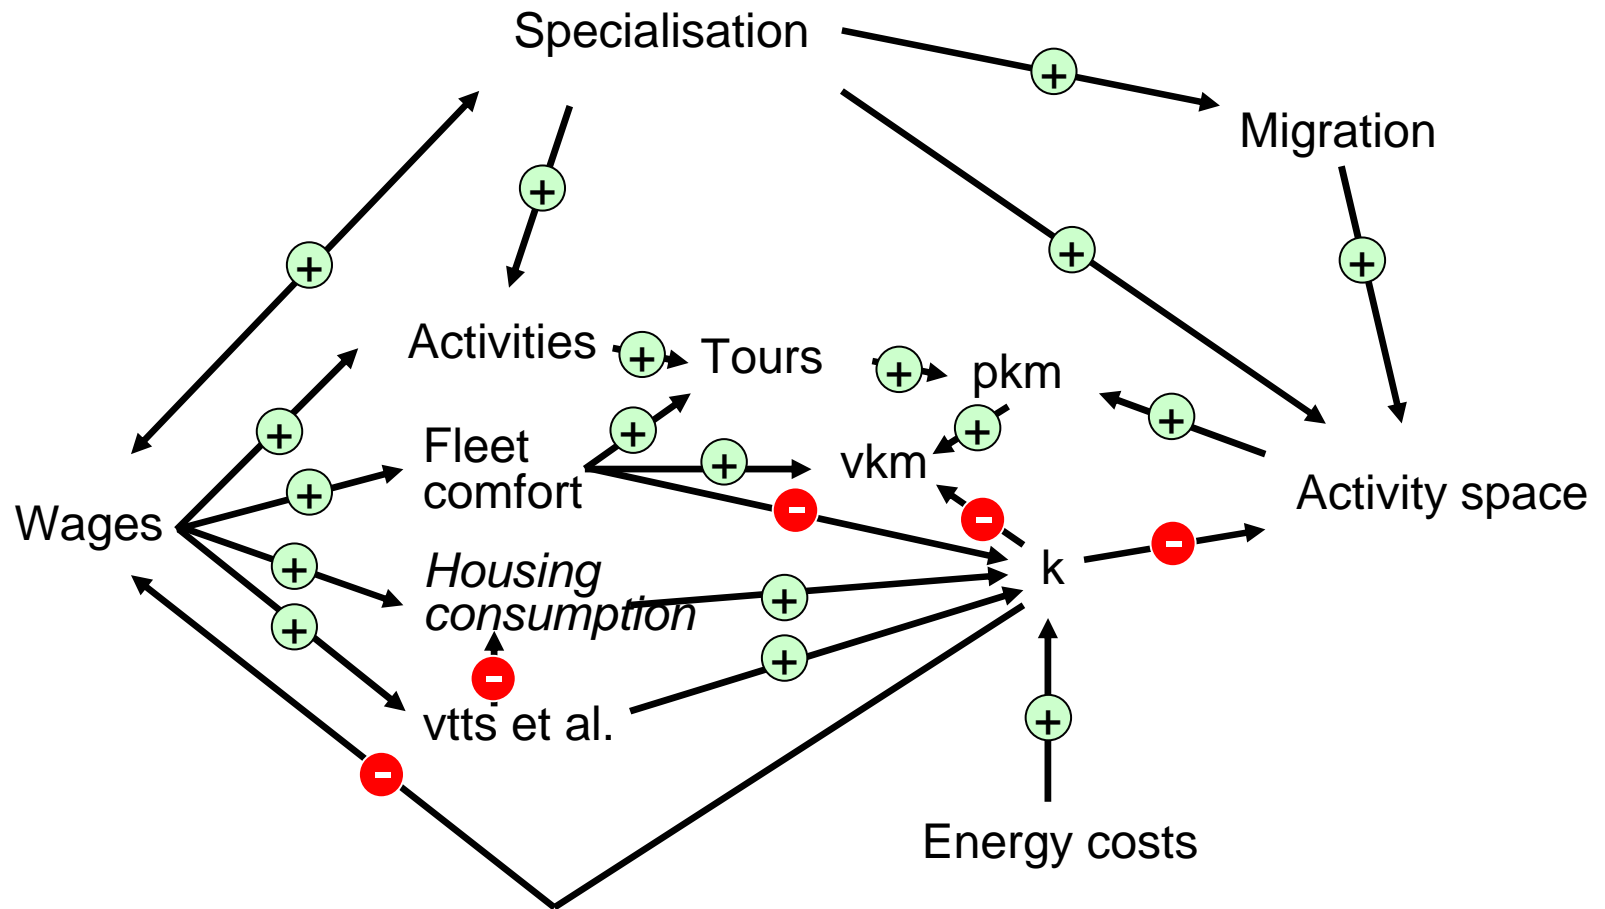 Specialisation
+
Migration
+
+
+
+
Activities
+
Tours
+
pkm
+
+
+
+
Fleet
comfort
+
vkm
+
Activity space
Wages
-
-
-
+
Housing
consumption
k
+
+
+
-
vtts et al.
+
-
Energy costs